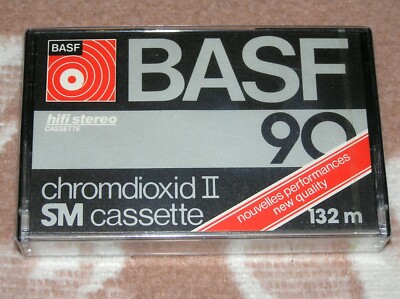 BASF
BASF
hifi stereo
CASSETTE
90
chromdioxid II
SM cassette
nouvelles performances
new quality
132 m